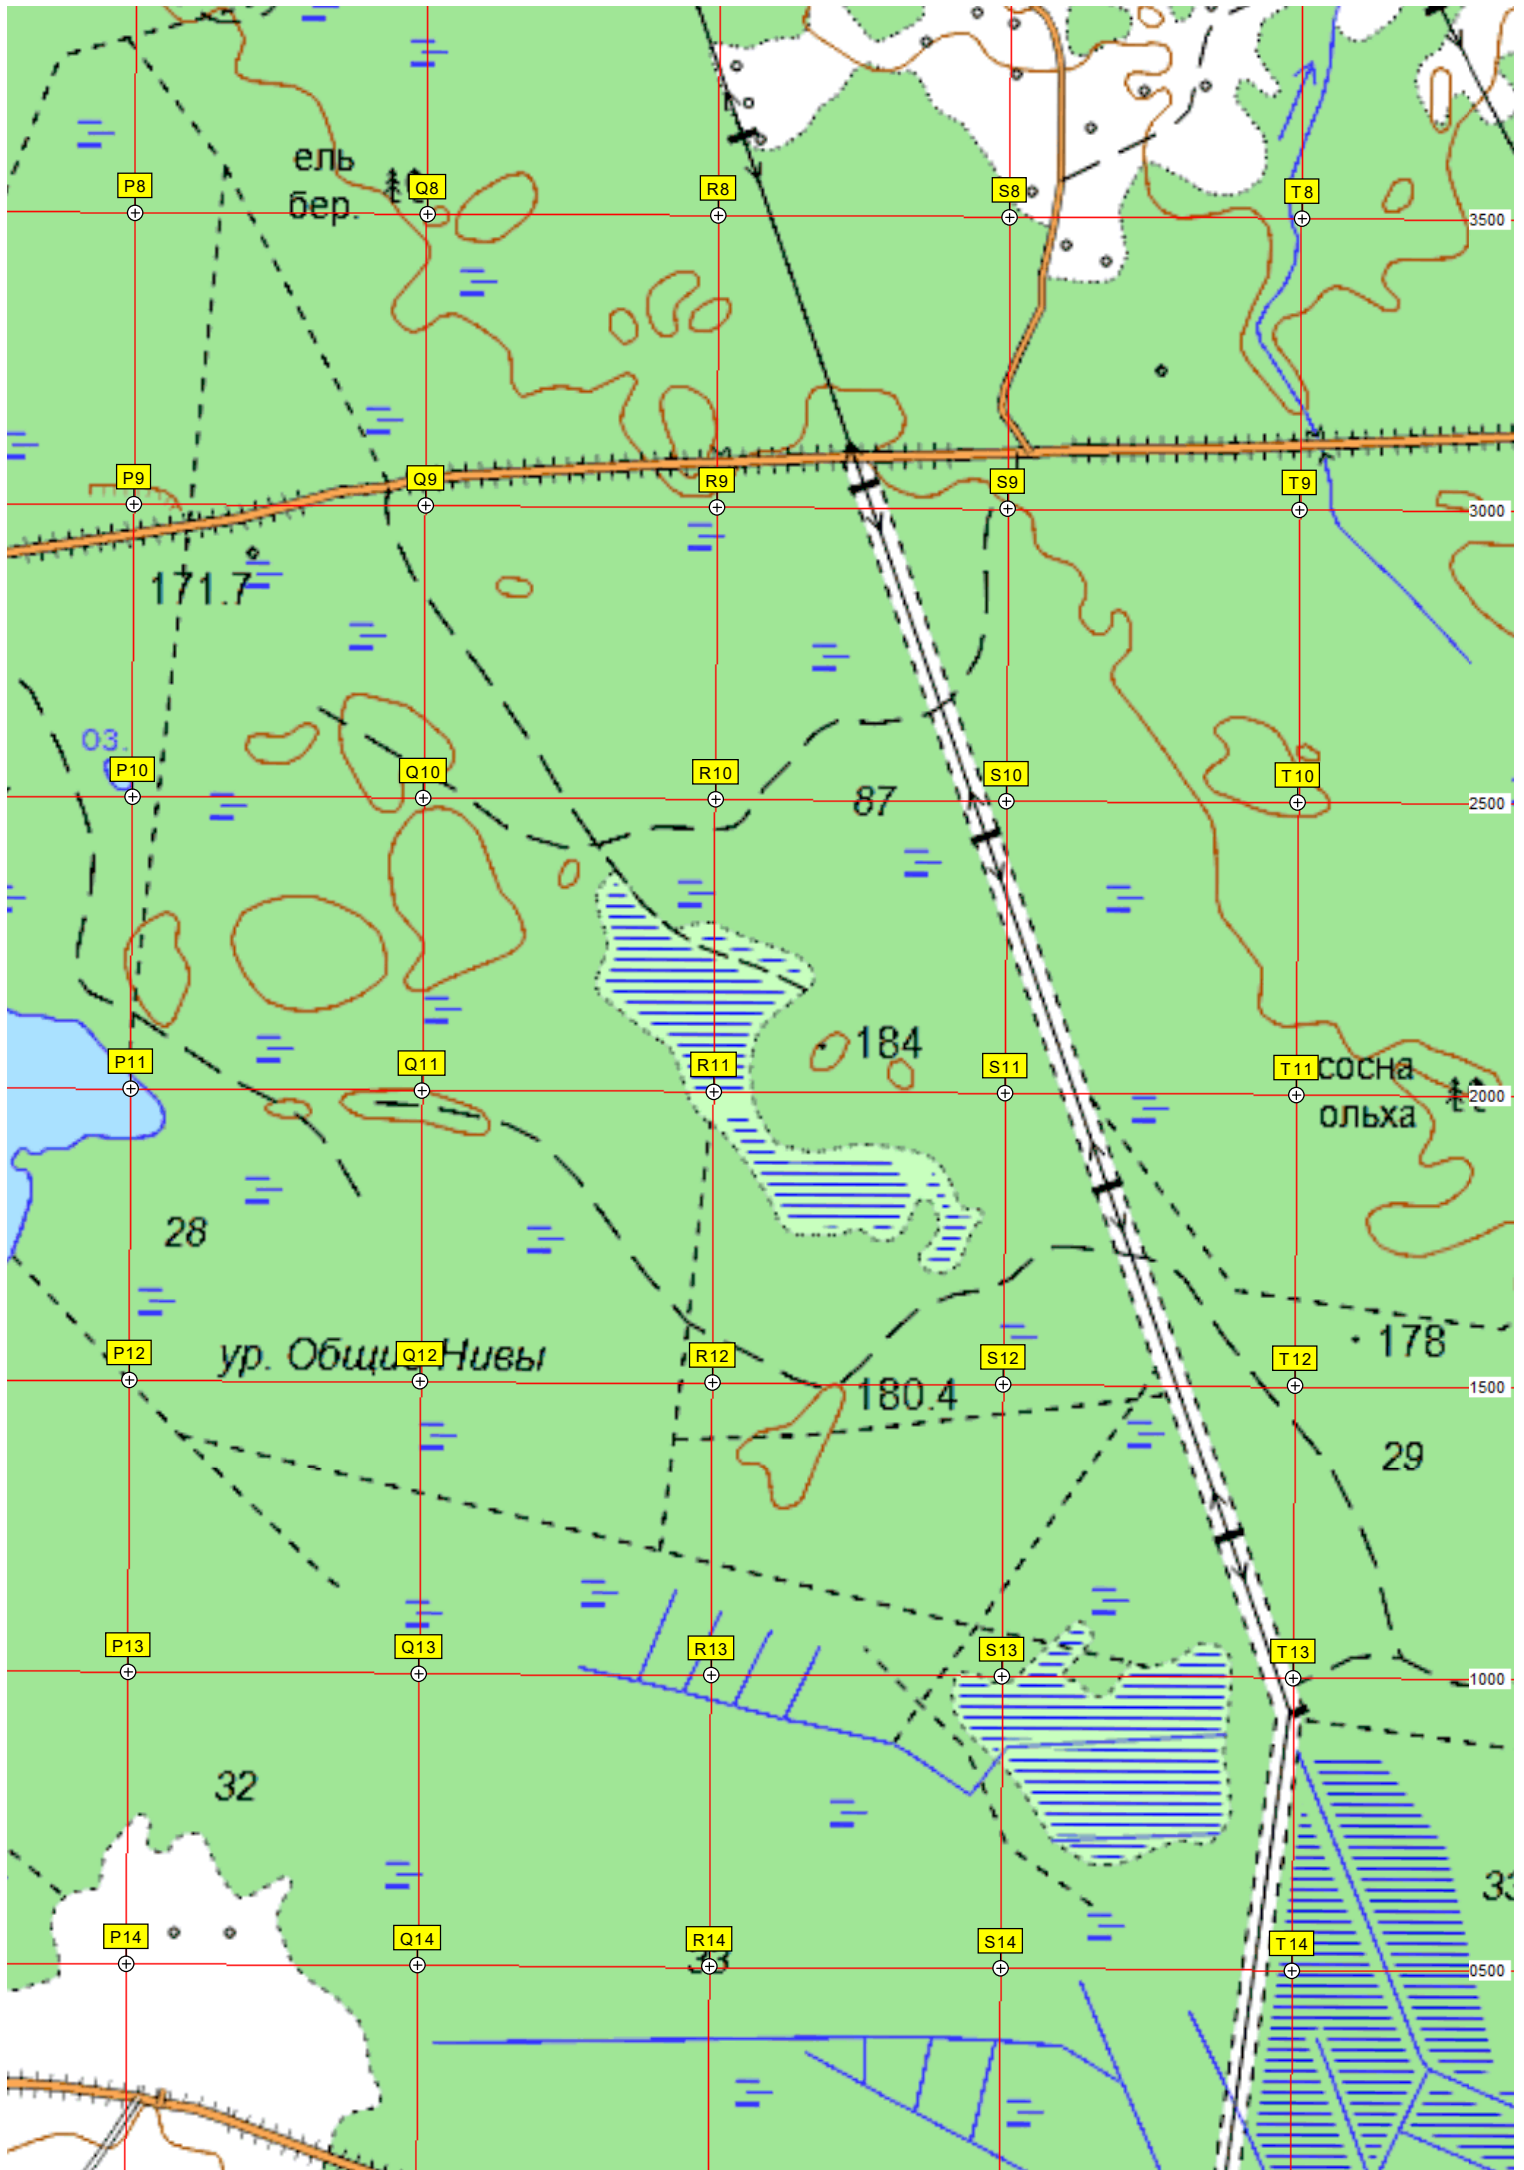 ель
бер.
P8
Q8
R8
S8
T8
3500
P9
Q9
R9
S9
T9
3000
171.7
оз.
P10
Q10
R10
S10
T10
2500
87
184
P11
Q11
R11
S11
T11
2000
сосна
ольха
28
178
ур. Общие Нивы
P12
Q12
R12
S12
T12
1500
180.4
29
P13
Q13
R13
S13
T13
1000
32
33
P14
Q14
R14
S14
T14
0500
33